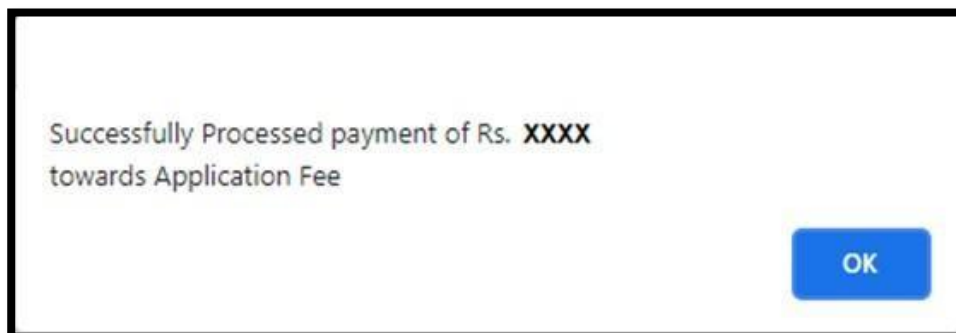 Successfully Processed payment of Rs. XXXX
towards Application Fee
OK